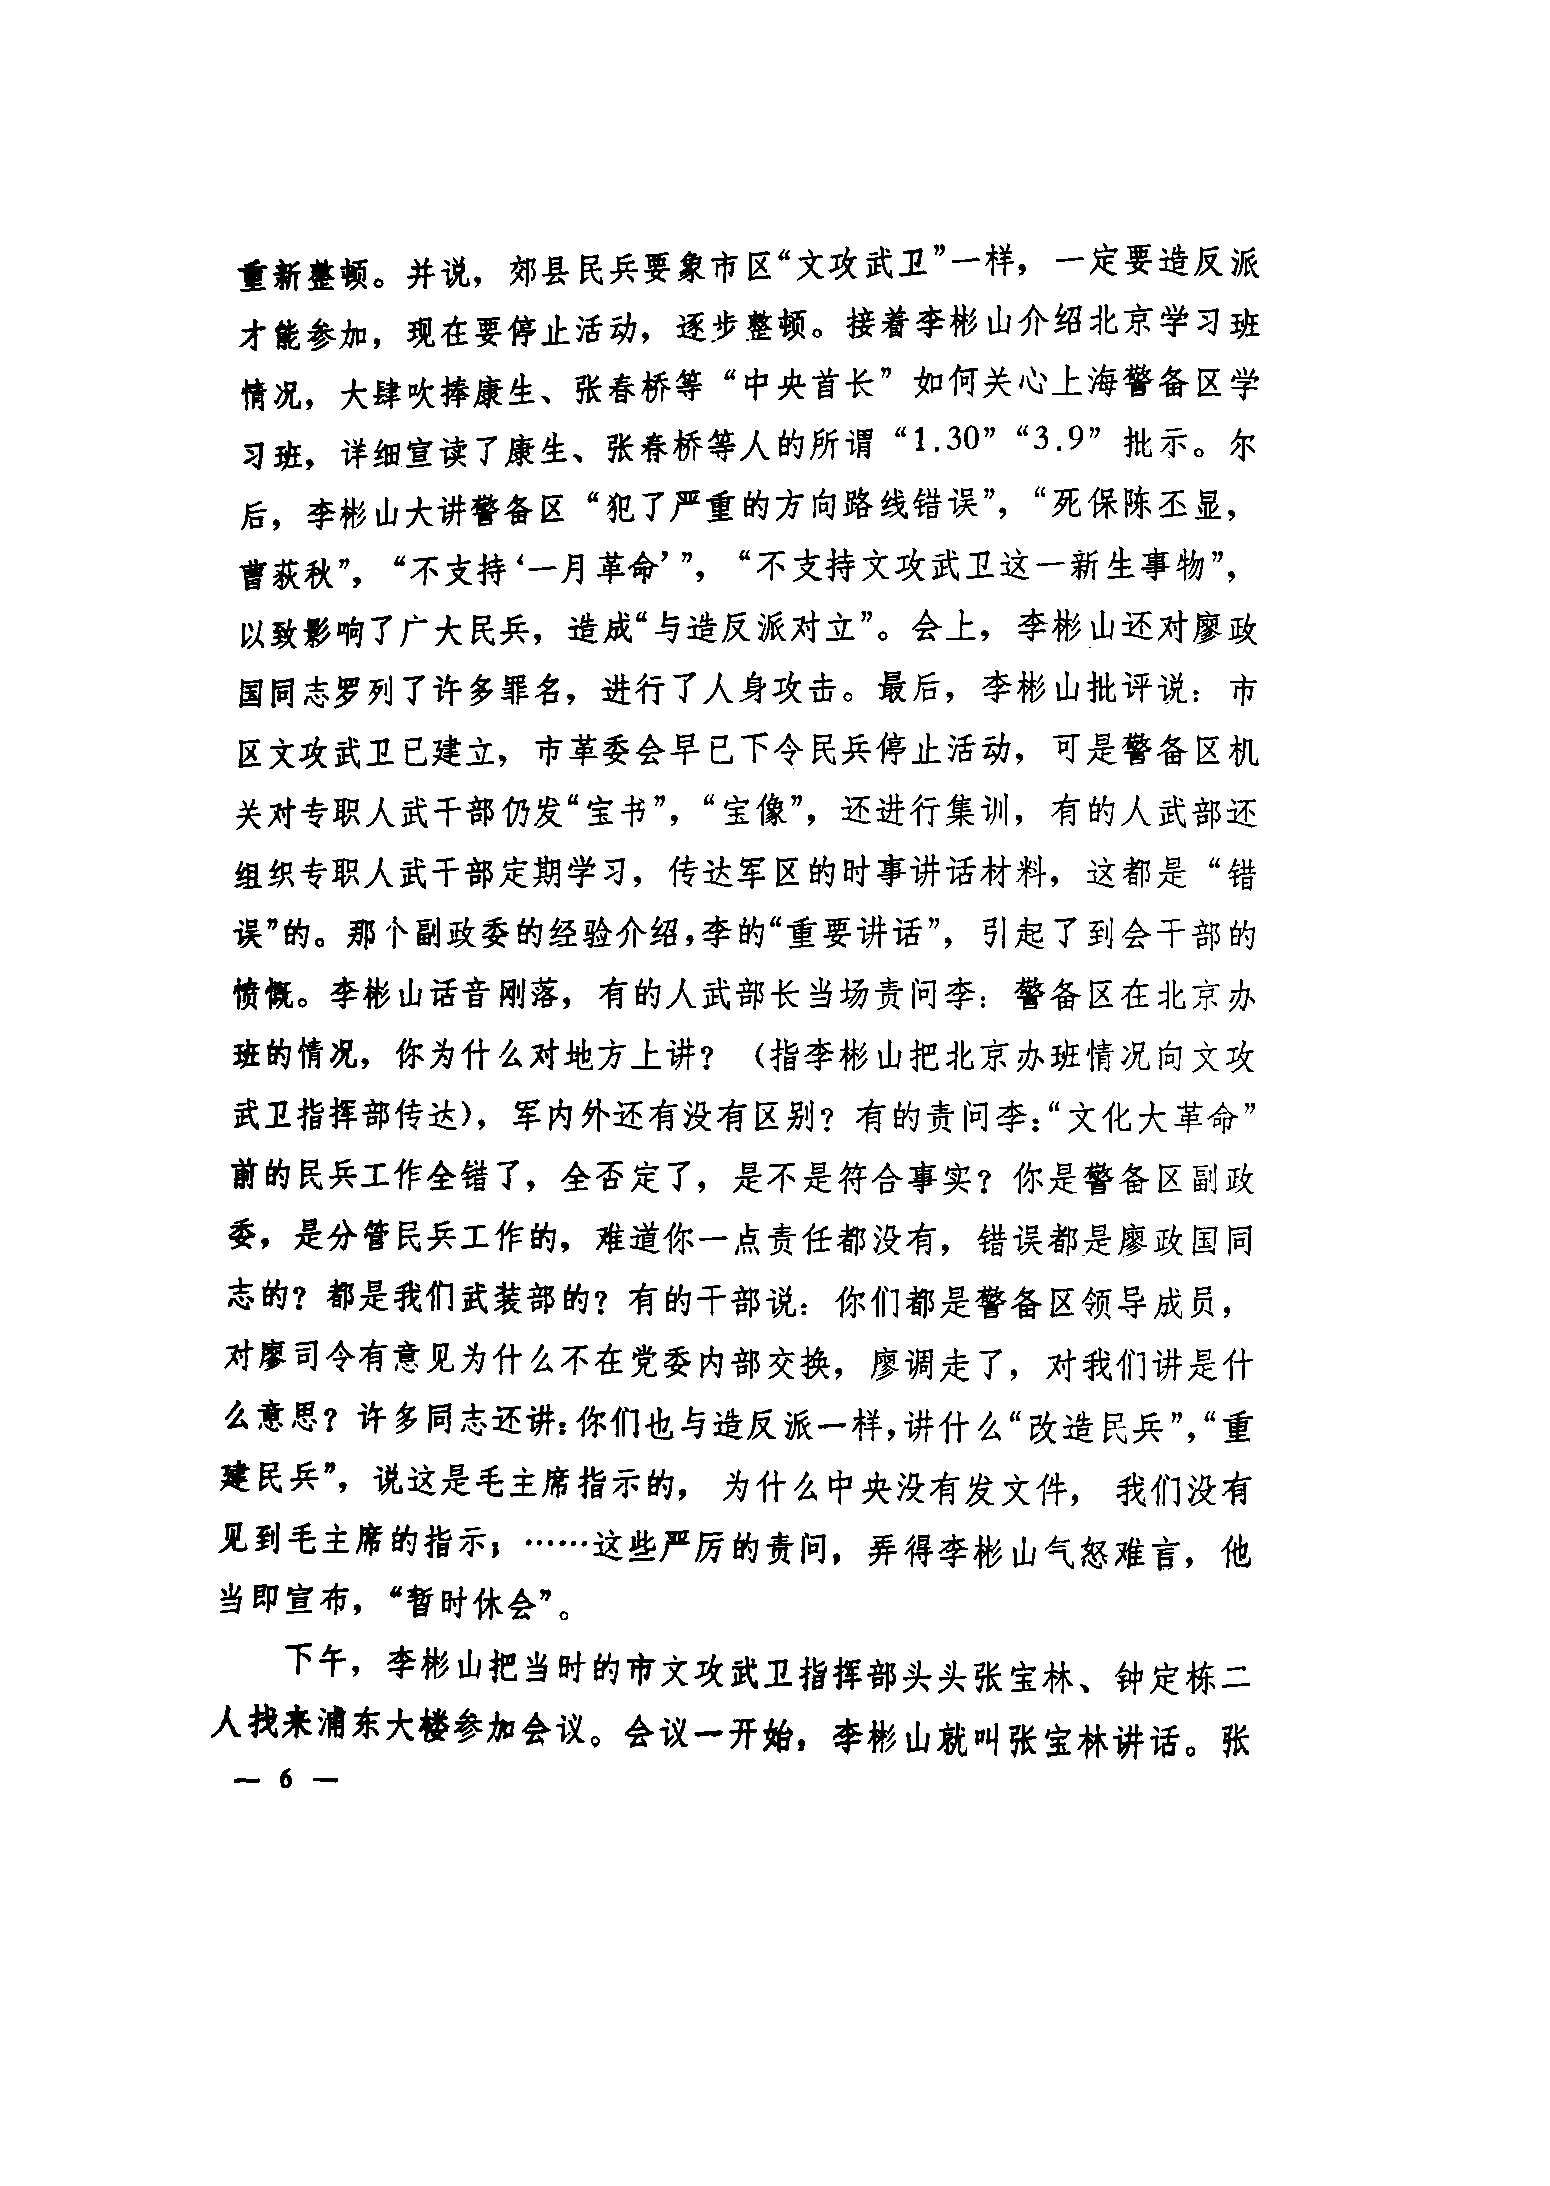 重新整顿。并说，郊县民兵要象市区“文攻武卫”一样，一定要造反派
才能参加，现在要停止活动，逐步整顿。接着李彬山介绍北京学习班
情况，大肆吹捧康生、张春桥等“中央首长”如何关心上海警备区学
习班，详细宣读了康生、张春桥等人的所谓“1.30”“3.9”批示。尔
后，李彬山大讲警备区“犯了严重的方向路线错误”，“死保陈丕显，
曹荻秋”，“不支持‘一月革命’”，“不支持文攻武卫这一新生事物”，
以致影响了广大民兵，造成“与造反派对立”。会上，李彬山还对廖政
国同志罗列了许多罪名，进行了人身攻击。最后，李彬山批评说：市
区文攻武卫已建立，市革委会早已下令民兵停止活动，可是警备区机
关对专职人武干部仍发“宝书”，“宝像”，还进行集训，有的人武部还
组织专职人武干部定期学习，传达军区的时事讲话材料，这都是“错
误”的。那个副政委的经验介绍，李的“重要讲话”，引起了到会干部的
愤慨。李彬山话音刚落，有的人武部长当场责问李：警备区在北京办
班的情况，你为什么对地方上讲？（指李彬山把北京办班情况向文攻
武卫指挥部传达），军内外还有没有区别？有的责问李：“文化大革命”
前的民兵工作全错了，全否定了，是不是符合事实？你是警备区副政
委，是分管民兵工作的，难道你一点责任都没有，错误都是廖政国同
志的？都是我们武装部的？有的干部说：你们都是警备区领导成员，
对廖司令有意见为什么不在党委内部交换，廖调走了，对我们讲是什
么意思？许多同志还讲：你们也与造反派一样，讲什么“改造民兵”，“重
建民兵”，说这是毛主席指示的，为什么中央没有发文件，我们没有
见到毛主席的指示；……这些严厉的责问，弄得李彬山气怒难言，他
当即宣布，“暂时休会”。
下午，李彬山把当时的市文攻武卫指挥部头头张宝林、钟定栋二
人找来浦东大楼参加会议。会议一开始，李彬山就叫张宝林讲话。张
— 6 —